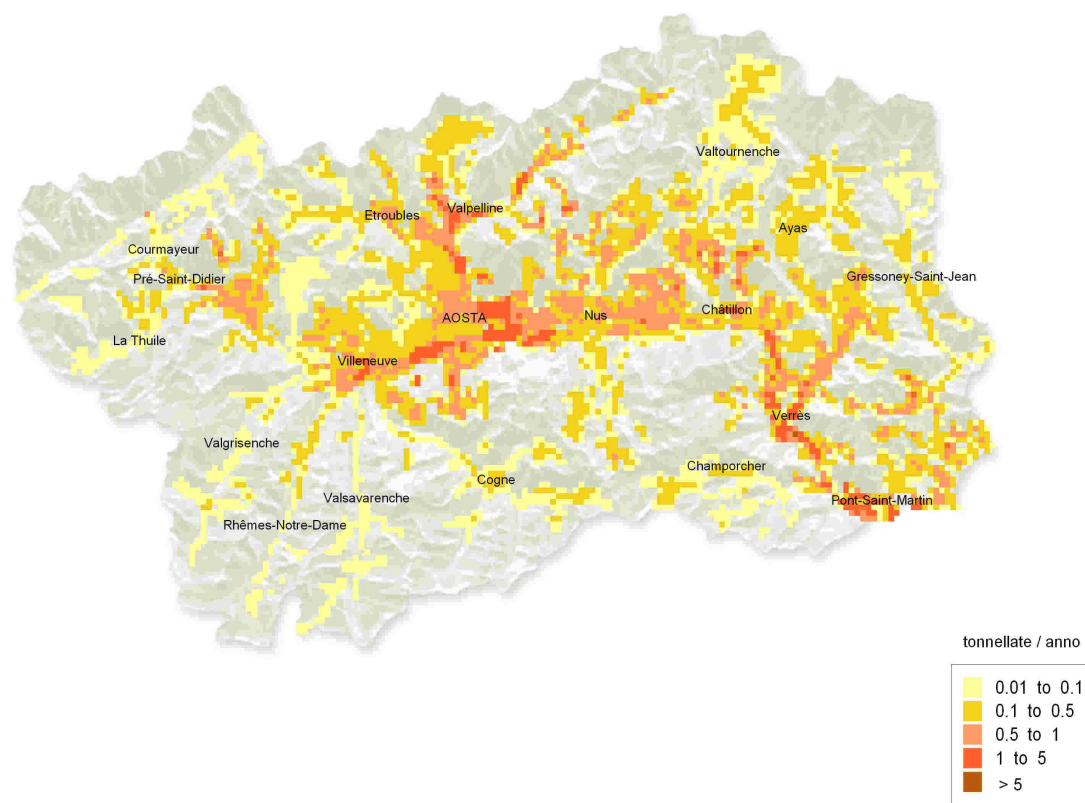 Valtournenche
Etroubles
Valpelline
Ayas
Courmayeur
Pré-Saint-Didier
Gressoney-Saint-Jean
La Thuile
AOSTA
Nus
Châtillon
Villeneuve
Verrès
Valgrisenche
Cogne
Champorcher
Valsavarenche
Pont-Saint-Martin
Rhêmes-Notre-Dame
tonnellate / anno
0.01 to 0.1
0.1 to 0.5
0.5 to 1
1 to 5
> 5